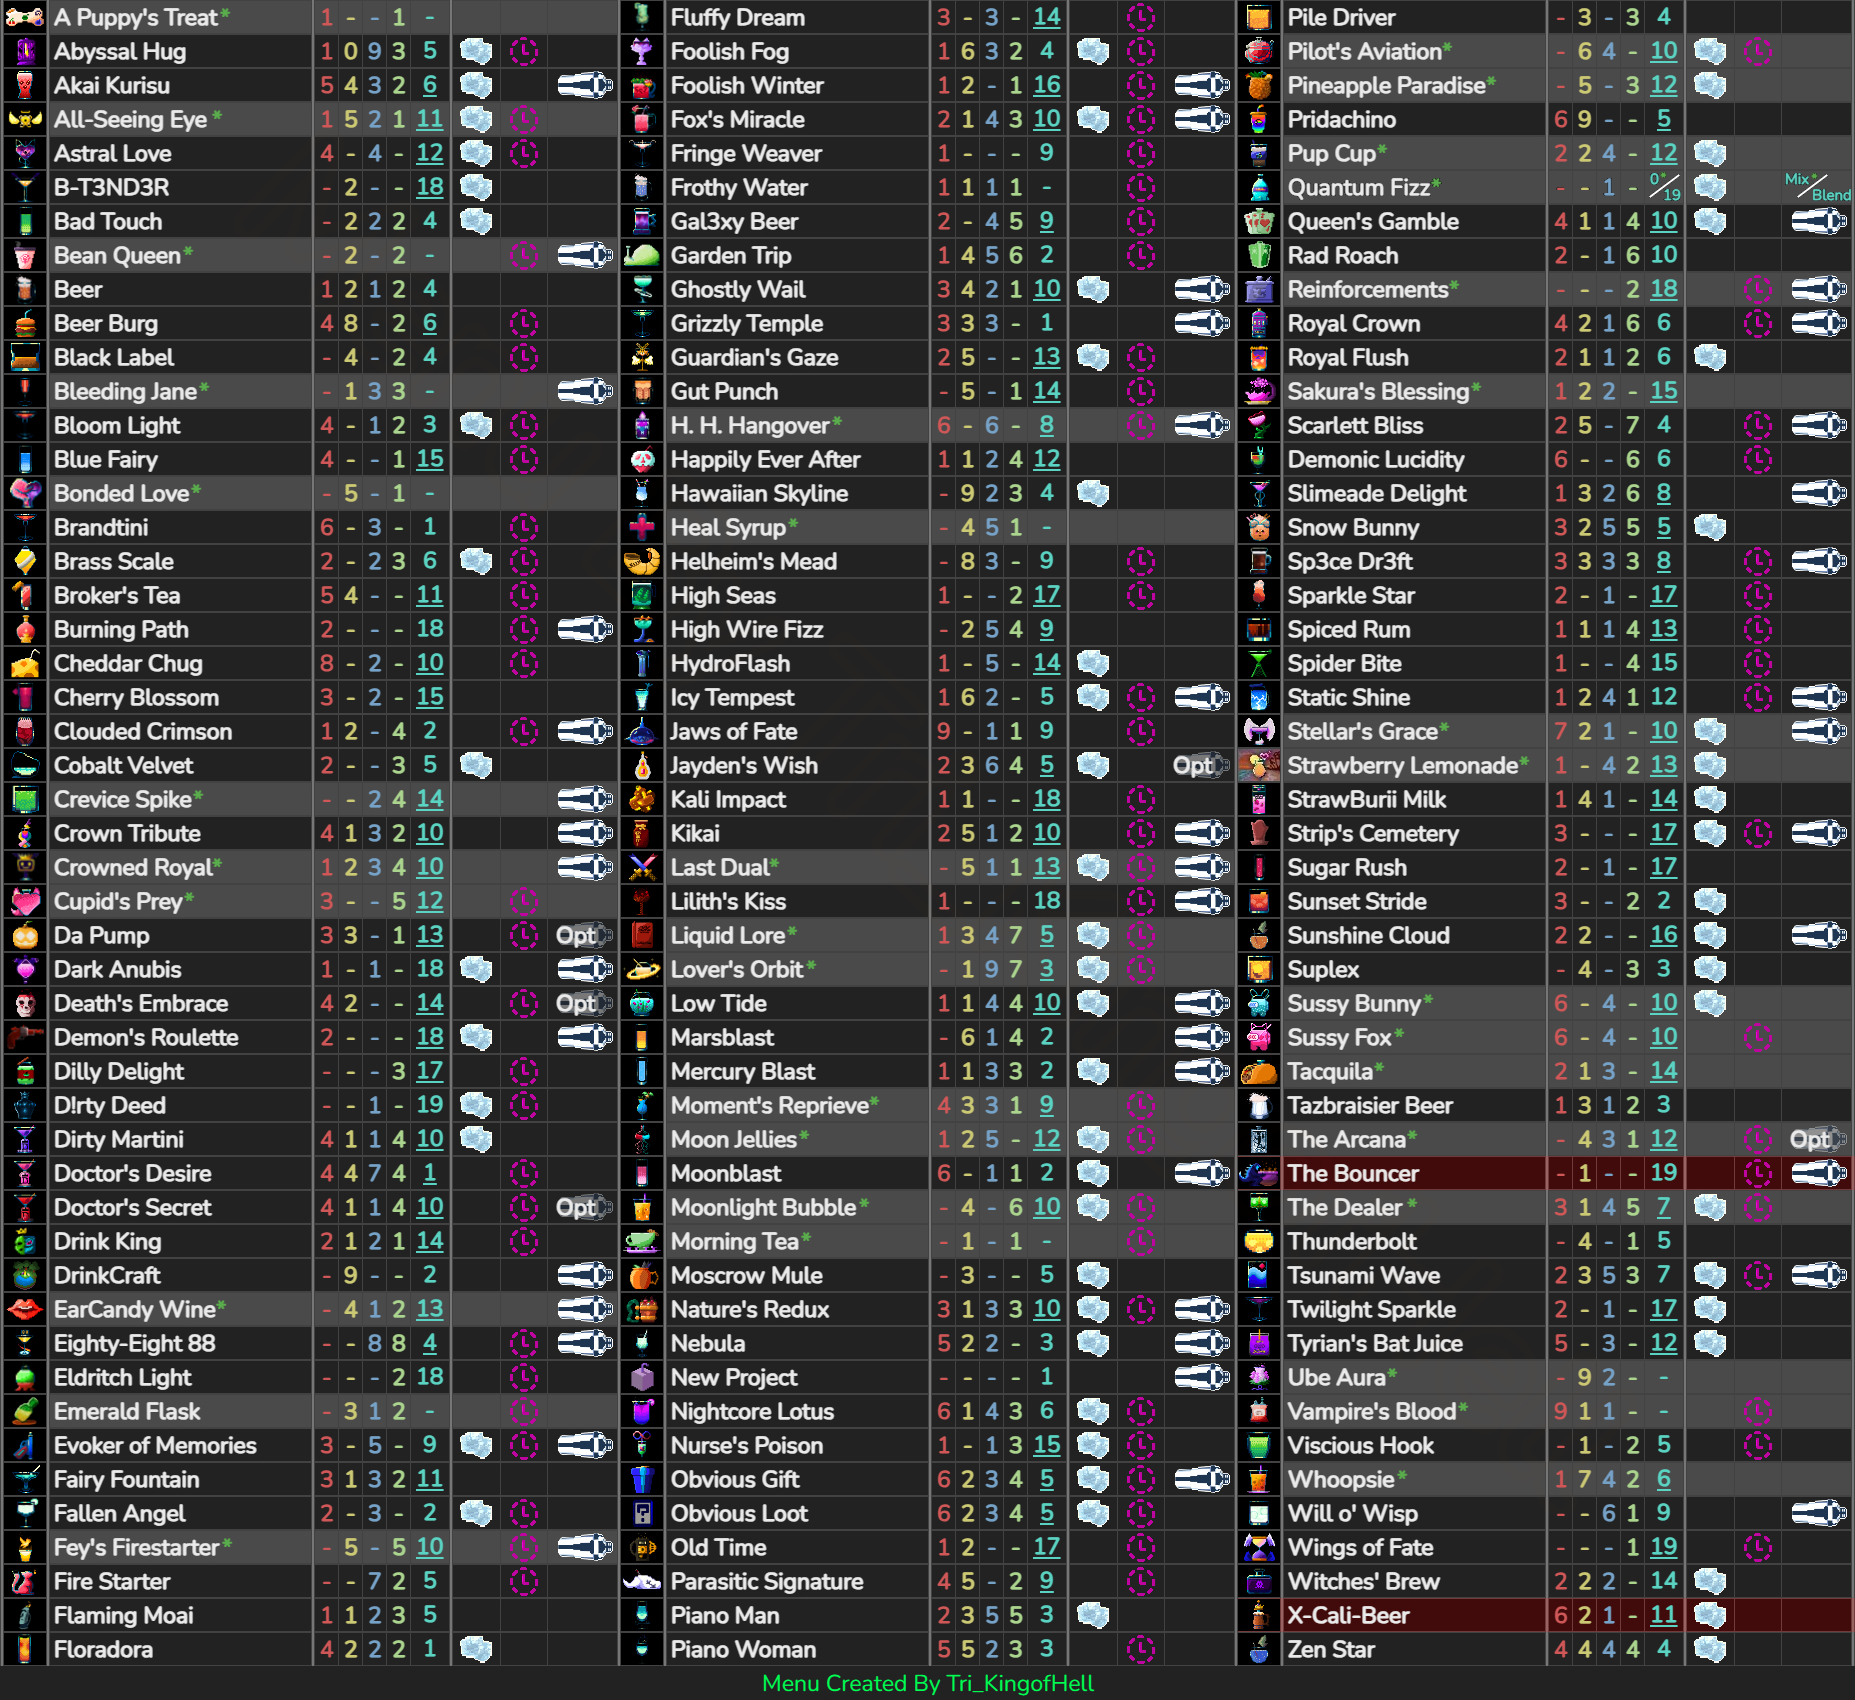 A Puppy's Treat* 1 - - 1 -
Abyssal Hug 1 0 9 3 5
Akai Kurisu 5 4 3 2 6
All-Seeing Eye * 1 5 2 1 11
Astral Love 4 - 4 - 12
B-T3ND3R - 2 - - 18
Bad Touch - 2 2 2 4
Bean Queen* - 2 - 2 -
Beer 1 2 1 2 4
Beer Burg 4 8 - 2 6
Black Label - 4 - 2 4
Bleeding Jane* - 1 3 3 -
Bloom Light 4 - 1 2 3
Blue Fairy 4 - - 1 15
Bonded Love* - 5 - 1 -
Brandtini 6 - 3 - 1
Brass Scale 2 - 2 3 6
Broker's Tea 5 4 - - 11
Burning Path 2 - - - 18
Cheddar Chug 8 - 2 - 10
Cherry Blossom 3 - 2 - 15
Clouded Crimson 1 2 - 4 2
Cobalt Velvet 2 - - 3 5
Crevice Spike* - - 2 4 14
Crown Tribute 4 1 3 2 10
Crowned Royal* 1 2 3 4 10
Cupid's Prey* 3 - - 5 12
Da Pump 3 3 - 1 13 Opt
Dark Anubis 1 - 1 - 18
Death's Embrace 4 2 - - 14 Opt
Demon's Roulette 2 - - - 18
Dilly Delight - - - 3 17
D!rty Deed - - 1 - 19
Dirty Martini 4 1 1 4 10
Doctor's Desire 4 4 7 4 1
Doctor's Secret 4 1 1 4 10 Opt
Drink King 2 1 2 1 14
DrinkCraft - 9 - - 2
EarCandy Wine* - 4 1 2 13
Eighty-Eight 88 - - 8 8 4
Eldritch Light - - - 2 18
Emerald Flask - 3 1 2 -
Evoker of Memories 3 - 5 - 9
Fairy Fountain 3 1 3 2 11
Fallen Angel 2 - 3 - 2
Fey's Firestarter* - 5 - 5 10
Fire Starter - - 7 2 5
Flaming Moai 1 1 2 3 5
Floradora 4 2 2 2 1
Fluffy Dream 3 - 3 - 14
Foolish Fog 1 6 3 2 4
Foolish Winter 1 2 - 1 16
Fox's Miracle 2 1 4 3 10
Fringe Weaver 1 - - - 9
Frothy Water 1 1 1 1 -
Gal3xy Beer 2 - 4 5 9
Garden Trip 1 4 5 6 2
Ghostly Wail 3 4 2 1 10
Grizzly Temple 3 3 3 - 1
Guardian's Gaze 2 5 - - 13
Gut Punch - 5 - 1 14
H. H. Hangover* 6 - 6 - 8
Happily Ever After 1 1 2 4 12
Hawaiian Skyline - 9 2 3 4
Heal Syrup* - 4 5 1 -
Helheim's Mead - 8 3 - 9
High Seas 1 - - 2 17
High Wire Fizz - 2 5 4 9
HydroFlash 1 - 5 - 14
Icy Tempest 1 6 2 - 5
Jaws of Fate 9 - 1 1 9
Jayden's Wish 2 3 6 4 5 Opt
Kali Impact 1 1 - - 18
Kikai 2 5 1 2 10
Last Dual* - 5 1 1 13
Lilith's Kiss 1 - - - 18
Liquid Lore* 1 3 4 7 5
Lover's Orbit* - 1 9 7 3
Low Tide 1 1 4 4 10
Marsblast - 6 1 4 2
Mercury Blast 1 1 3 3 2
Moment's Reprieve* 4 3 3 1 9
Moon Jellies* 1 2 5 - 12
Moonblast 6 - 1 1 2
Moonlight Bubble* - 4 - 6 10
Morning Tea* - 1 - 1 -
Moscrow Mule - 3 - - 5
Nature's Redux 3 1 3 3 10
Nebula 5 2 2 - 3
New Project - - - - 1
Nightcore Lotus 6 1 4 3 6
Nurse's Poison 1 - 1 3 15
Obvious Gift 6 2 3 4 5
Obvious Loot 6 2 3 4 5
Old Time 1 2 - - 17
Parasitic Signature 4 5 - 2 9
Piano Man 2 3 5 5 3
Piano Woman 5 5 2 3 3
Pile Driver - 3 - 3 4
Pilot's Aviation* - 6 4 - 10
Pineapple Paradise* - 5 - 3 12
Pridachino 6 9 - - 5
Pup Cup* 2 2 4 - 12
Quantum Fizz* - - 1 - 0*/19 Mix*/Blend
Queen's Gamble 4 1 1 4 10
Rad Roach 2 - 1 6 10
Reinforcements* - - - 2 18
Royal Crown 4 2 1 6 6
Royal Flush 2 1 1 2 6
Sakura's Blessing* 1 2 2 - 15
Scarlett Bliss 2 5 - 7 4
Demonic Lucidity 6 - - 6 6
Slimeade Delight 1 3 2 6 8
Snow Bunny 3 2 5 5 5
Sp3ce Dr3ft 3 3 3 3 8
Sparkle Star 2 - 1 - 17
Spiced Rum 1 1 1 4 13
Spider Bite 1 - - 4 15
Static Shine 1 2 4 1 12
Stellar's Grace* 7 2 1 - 10
Strawberry Lemonade* 1 - 4 2 13
StrawBurii Milk 1 4 1 - 14
Strip's Cemetery 3 - - - 17
Sugar Rush 2 - 1 - 17
Sunset Stride 3 - - 2 2
Sunshine Cloud 2 2 - - 16
Suplex - 4 - 3 3
Sussy Bunny* 6 - 4 - 10
Sussy Fox* 6 - 4 - 10
Tacquila* 2 1 3 - 14
Tazbraisier Beer 1 3 1 2 3
The Arcana* - 4 3 1 12 Opt
The Bouncer - 1 - - 19
The Dealer * 3 1 4 5 7
Thunderbolt - 4 - 1 5
Tsunami Wave 2 3 5 3 7
Twilight Sparkle 2 - 1 - 17
Tyrian's Bat Juice 5 - 3 - 12
Ube Aura* - 9 2 - -
Vampire's Blood* 9 1 1 - -
Viscious Hook - 1 - 2 5
Whoopsie* 1 7 4 2 6
Will o' Wisp - - 6 1 9
Wings of Fate - - - 1 19
Witches' Brew 2 2 2 - 14
X-Cali-Beer 6 2 1 - 11
Zen Star 4 4 4 4 4
Menu Created By Tri_KingofHell